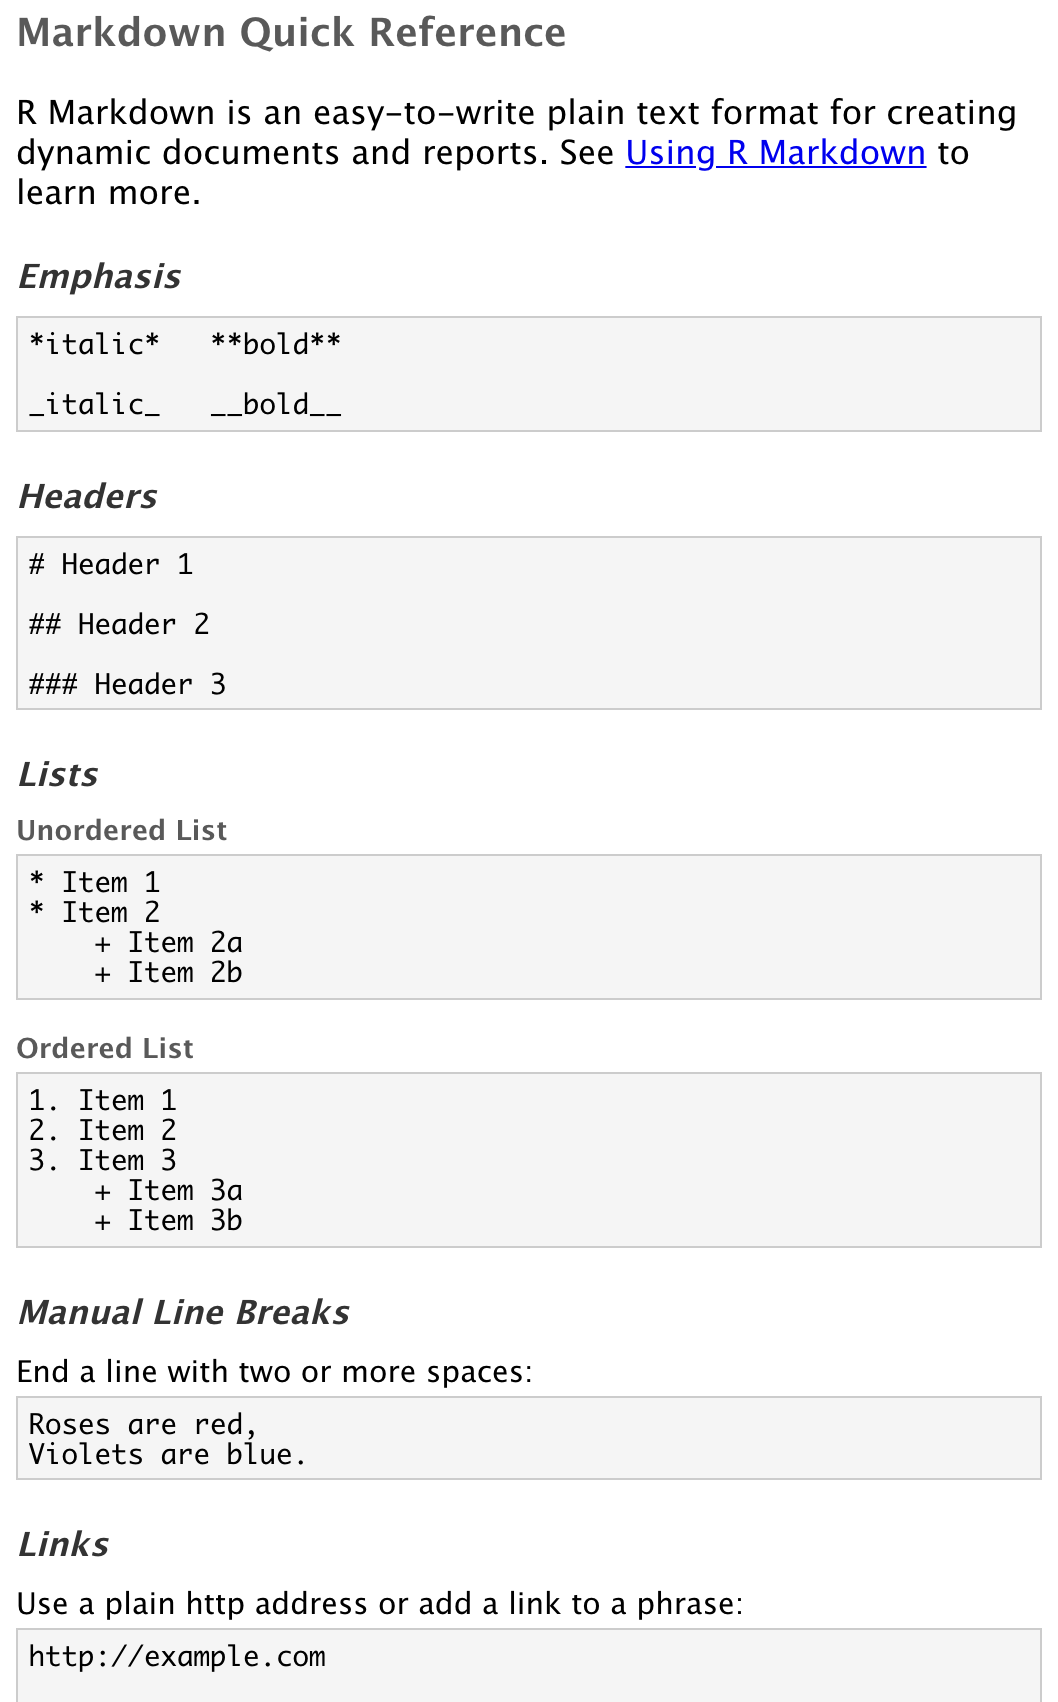 Markdown Quick Reference
R Markdown is an easy-to-write plain text format for creating
dynamic documents and reports. See Using R Markdown to
learn more.
Emphasis
*italic*   **bold**
_italic_   __bold__
Headers
# Header 1
## Header 2
### Header 3
Lists
Unordered List
* Item 1
* Item 2
    + Item 2a
    + Item 2b
Ordered List
1. Item 1
2. Item 2
3. Item 3
    + Item 3a
    + Item 3b
Manual Line Breaks
End a line with two or more spaces:
Roses are red,
Violets are blue.
Links
Use a plain http address or add a link to a phrase:
http://example.com